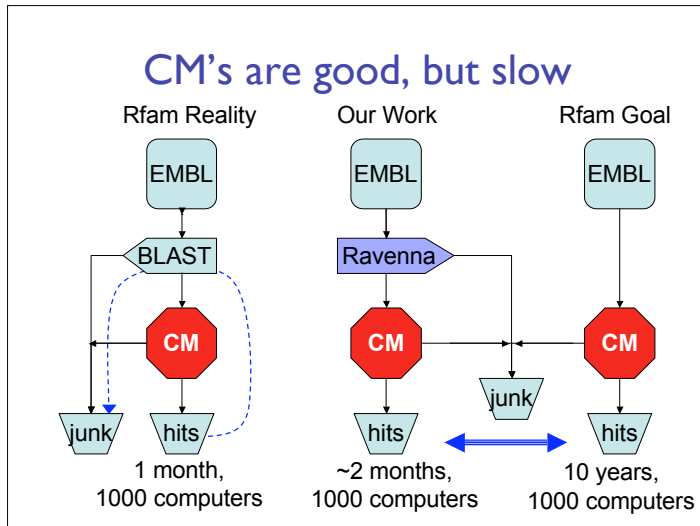 CM's are good, but slow
Rfam Reality
Our Work
Rfam Goal
EMBL
EMBL
EMBL
BLAST
Ravenna
CM
CM
CM
junk
hits
hits
junk
hits
1 month,
1000 computers
~2 months,
1000 computers
10 years,
1000 computers